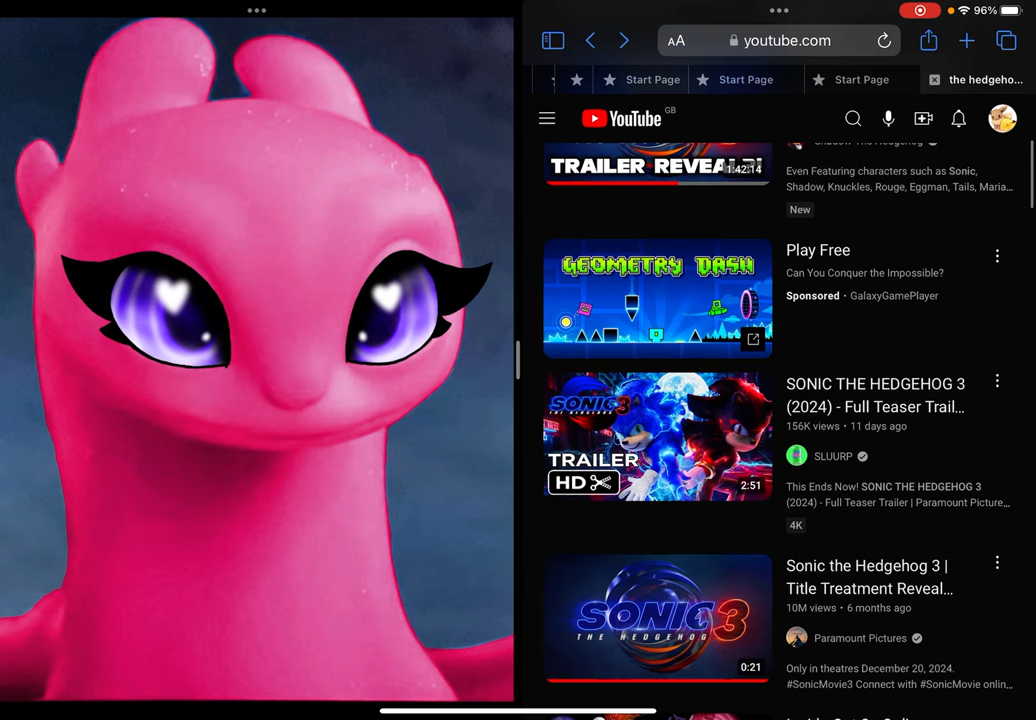 96%
AA
youtube.com
Start Page
Start Page
Start Page
the hedgeho...
YouTube GB
TRAILER REVEALED!
1:42:14
Even Featuring characters such as Sonic,
Shadow, Knuckles, Rouge, Eggman, Tails, Maria...
New
GEOMETRY DASH
Play Free
Can You Conquer the Impossible?
Sponsored · GalaxyGamePlayer
SONIC 3
TRAILER
HD
2:51
SONIC THE HEDGEHOG 3
(2024) - Full Teaser Trail...
156K views · 11 days ago
SLUURP
This Ends Now! SONIC THE HEDGEHOG 3
(2024) - Full Teaser Trailer | Paramount Picture...
4K
SONIC 3
THE HEDGEHOG
0:21
Sonic the Hedgehog 3 |
Title Treatment Reveal...
10M views · 6 months ago
Paramount Pictures
Only in theatres December 20, 2024.
#SonicMovie3 Connect with #SonicMovie onlin...